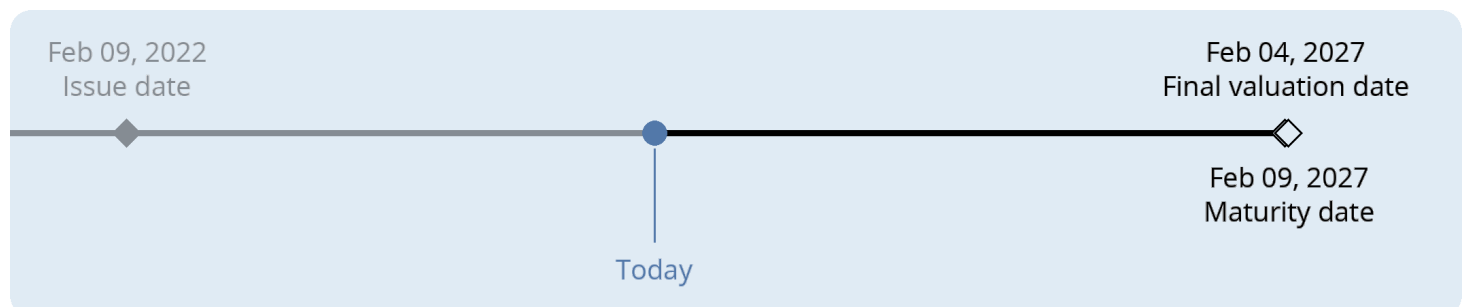 Feb 09, 2022
Issue date
Feb 04, 2027
Final valuation date
Feb 09, 2027
Maturity date
Today